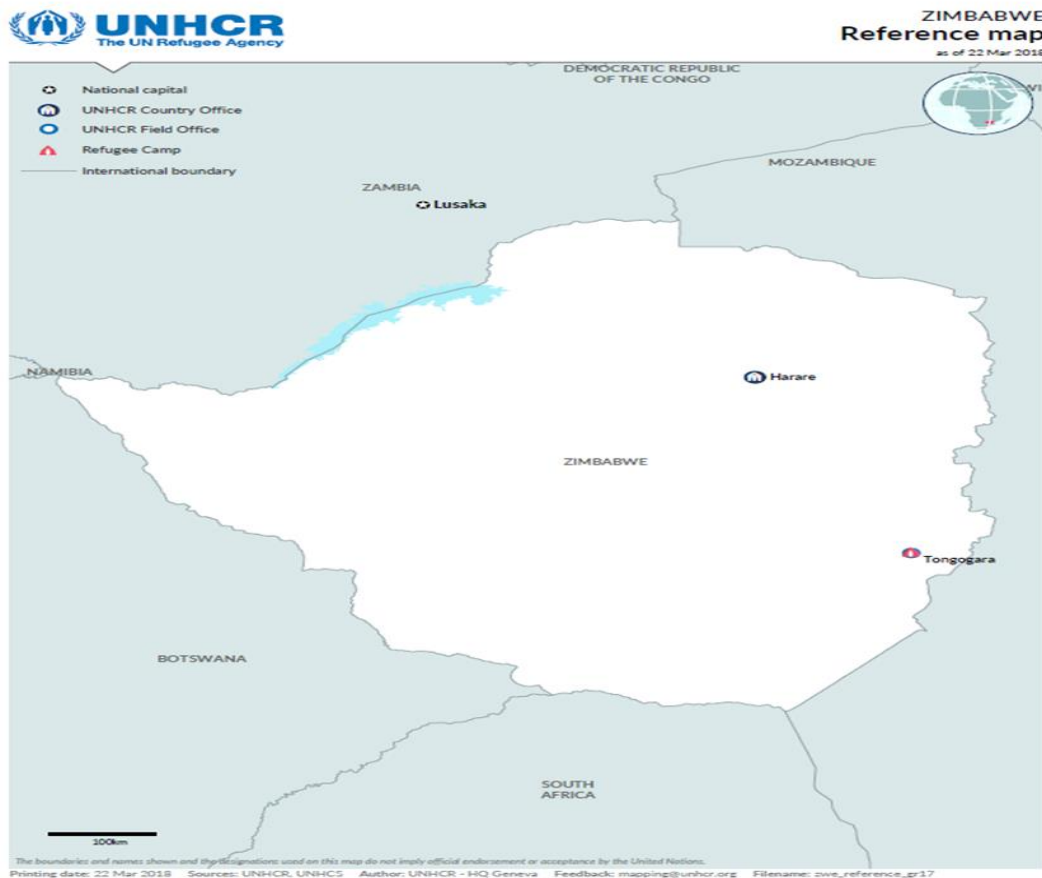 UNHCR
The UN Refugee Agency
ZIMBABWE
Reference map
as of 22 Mar 2018
National capital
UNHCR Country Office
UNHCR Field Office
Refugee Camp
International boundary
DEMOCRATIC REPUBLIC
OF THE CONGO
WI
MOZAMBIQUE
ZAMBIA
Lusaka
NAMIBIA
Harare
ZIMBABWE
Tongogara
BOTSWANA
SOUTH
AFRICA
100km
The boundaries and names shown and the designations used on this map do not imply official endorsement or acceptance by the United Nations.
Printing date: 22 Mar 2018 Sources: UNHCR, UNHCS Author: UNHCR - HQ Geneva Feedback: mapping@unhcr.org Filename: zwe_reference_gr17